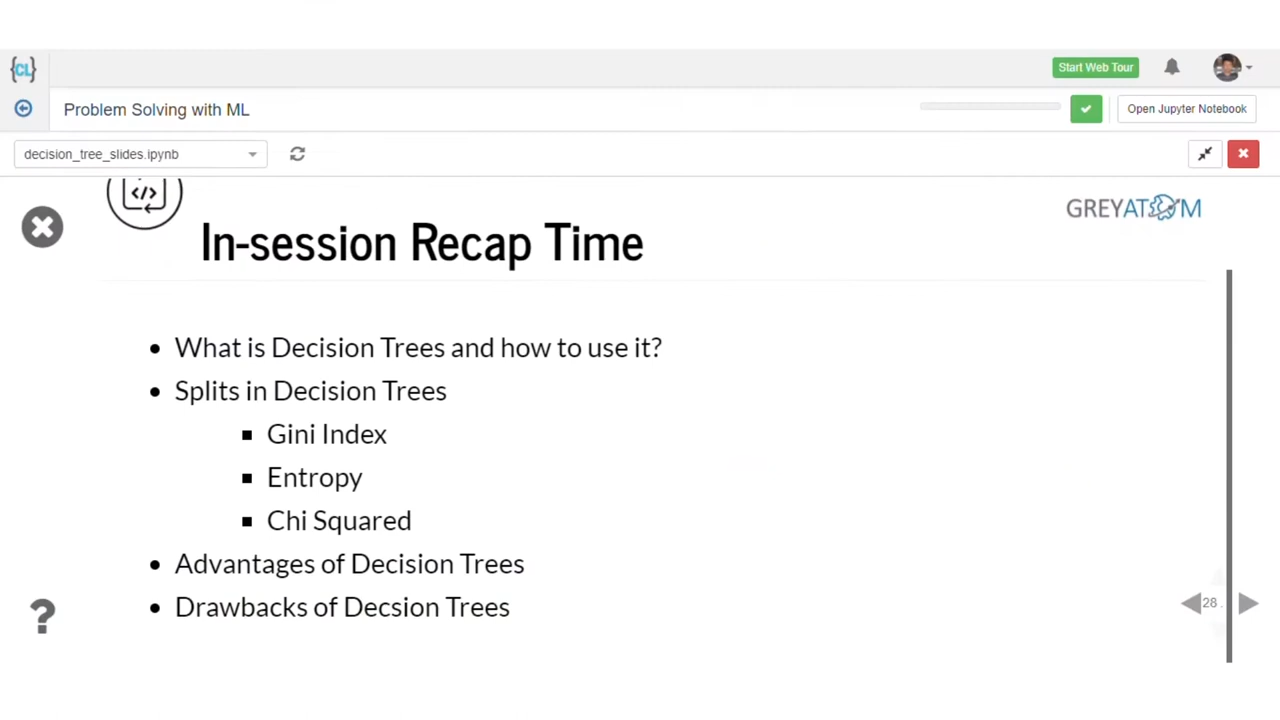 {CL}
Start Web Tour
Problem Solving with ML
Open Jupyter Notebook
decision_tree_slides.ipynb
</>
GREYATOM
In-session Recap Time
• What is Decision Trees and how to use it?
• Splits in Decision Trees
▪ Gini Index
▪ Entropy
▪ Chi Squared
• Advantages of Decision Trees
• Drawbacks of Decsion Trees
?
28 .